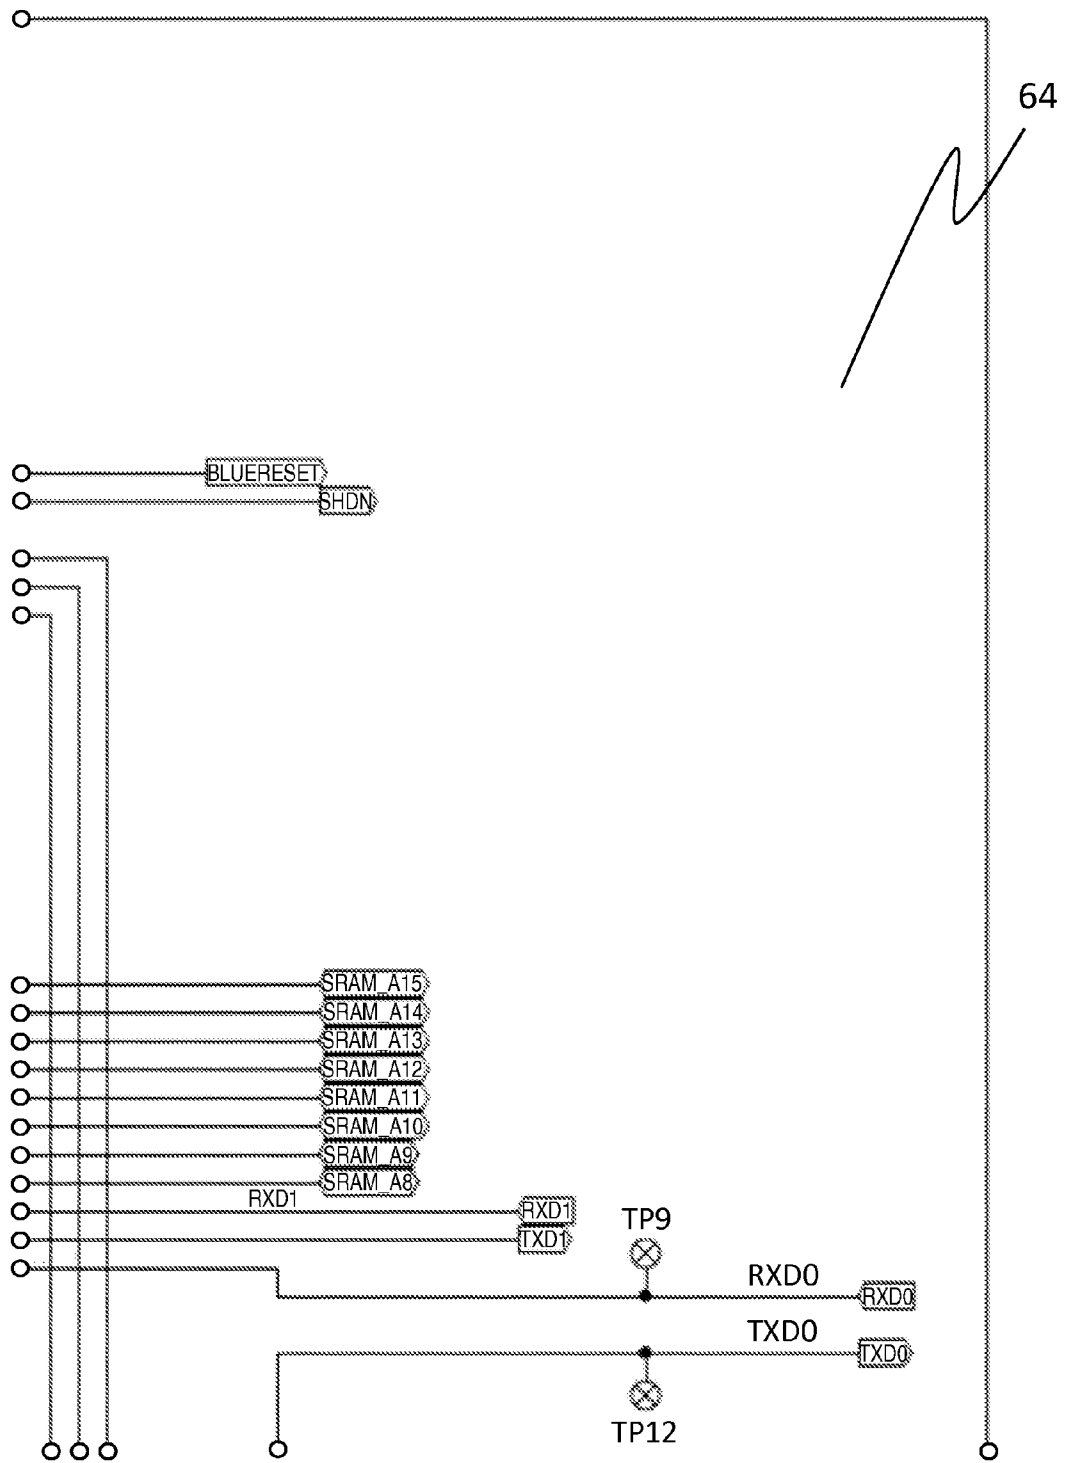 64
BLUERESET
SHDN
SRAM_A15
SRAM_A14
SRAM_A13
SRAM_A12
SRAM_A11
SRAM_A10
SRAM_A9
SRAM_A8
RXD1
RXD1
TP9
TXD1
RXD0
RXD0
TXD0
TXD0
TP12